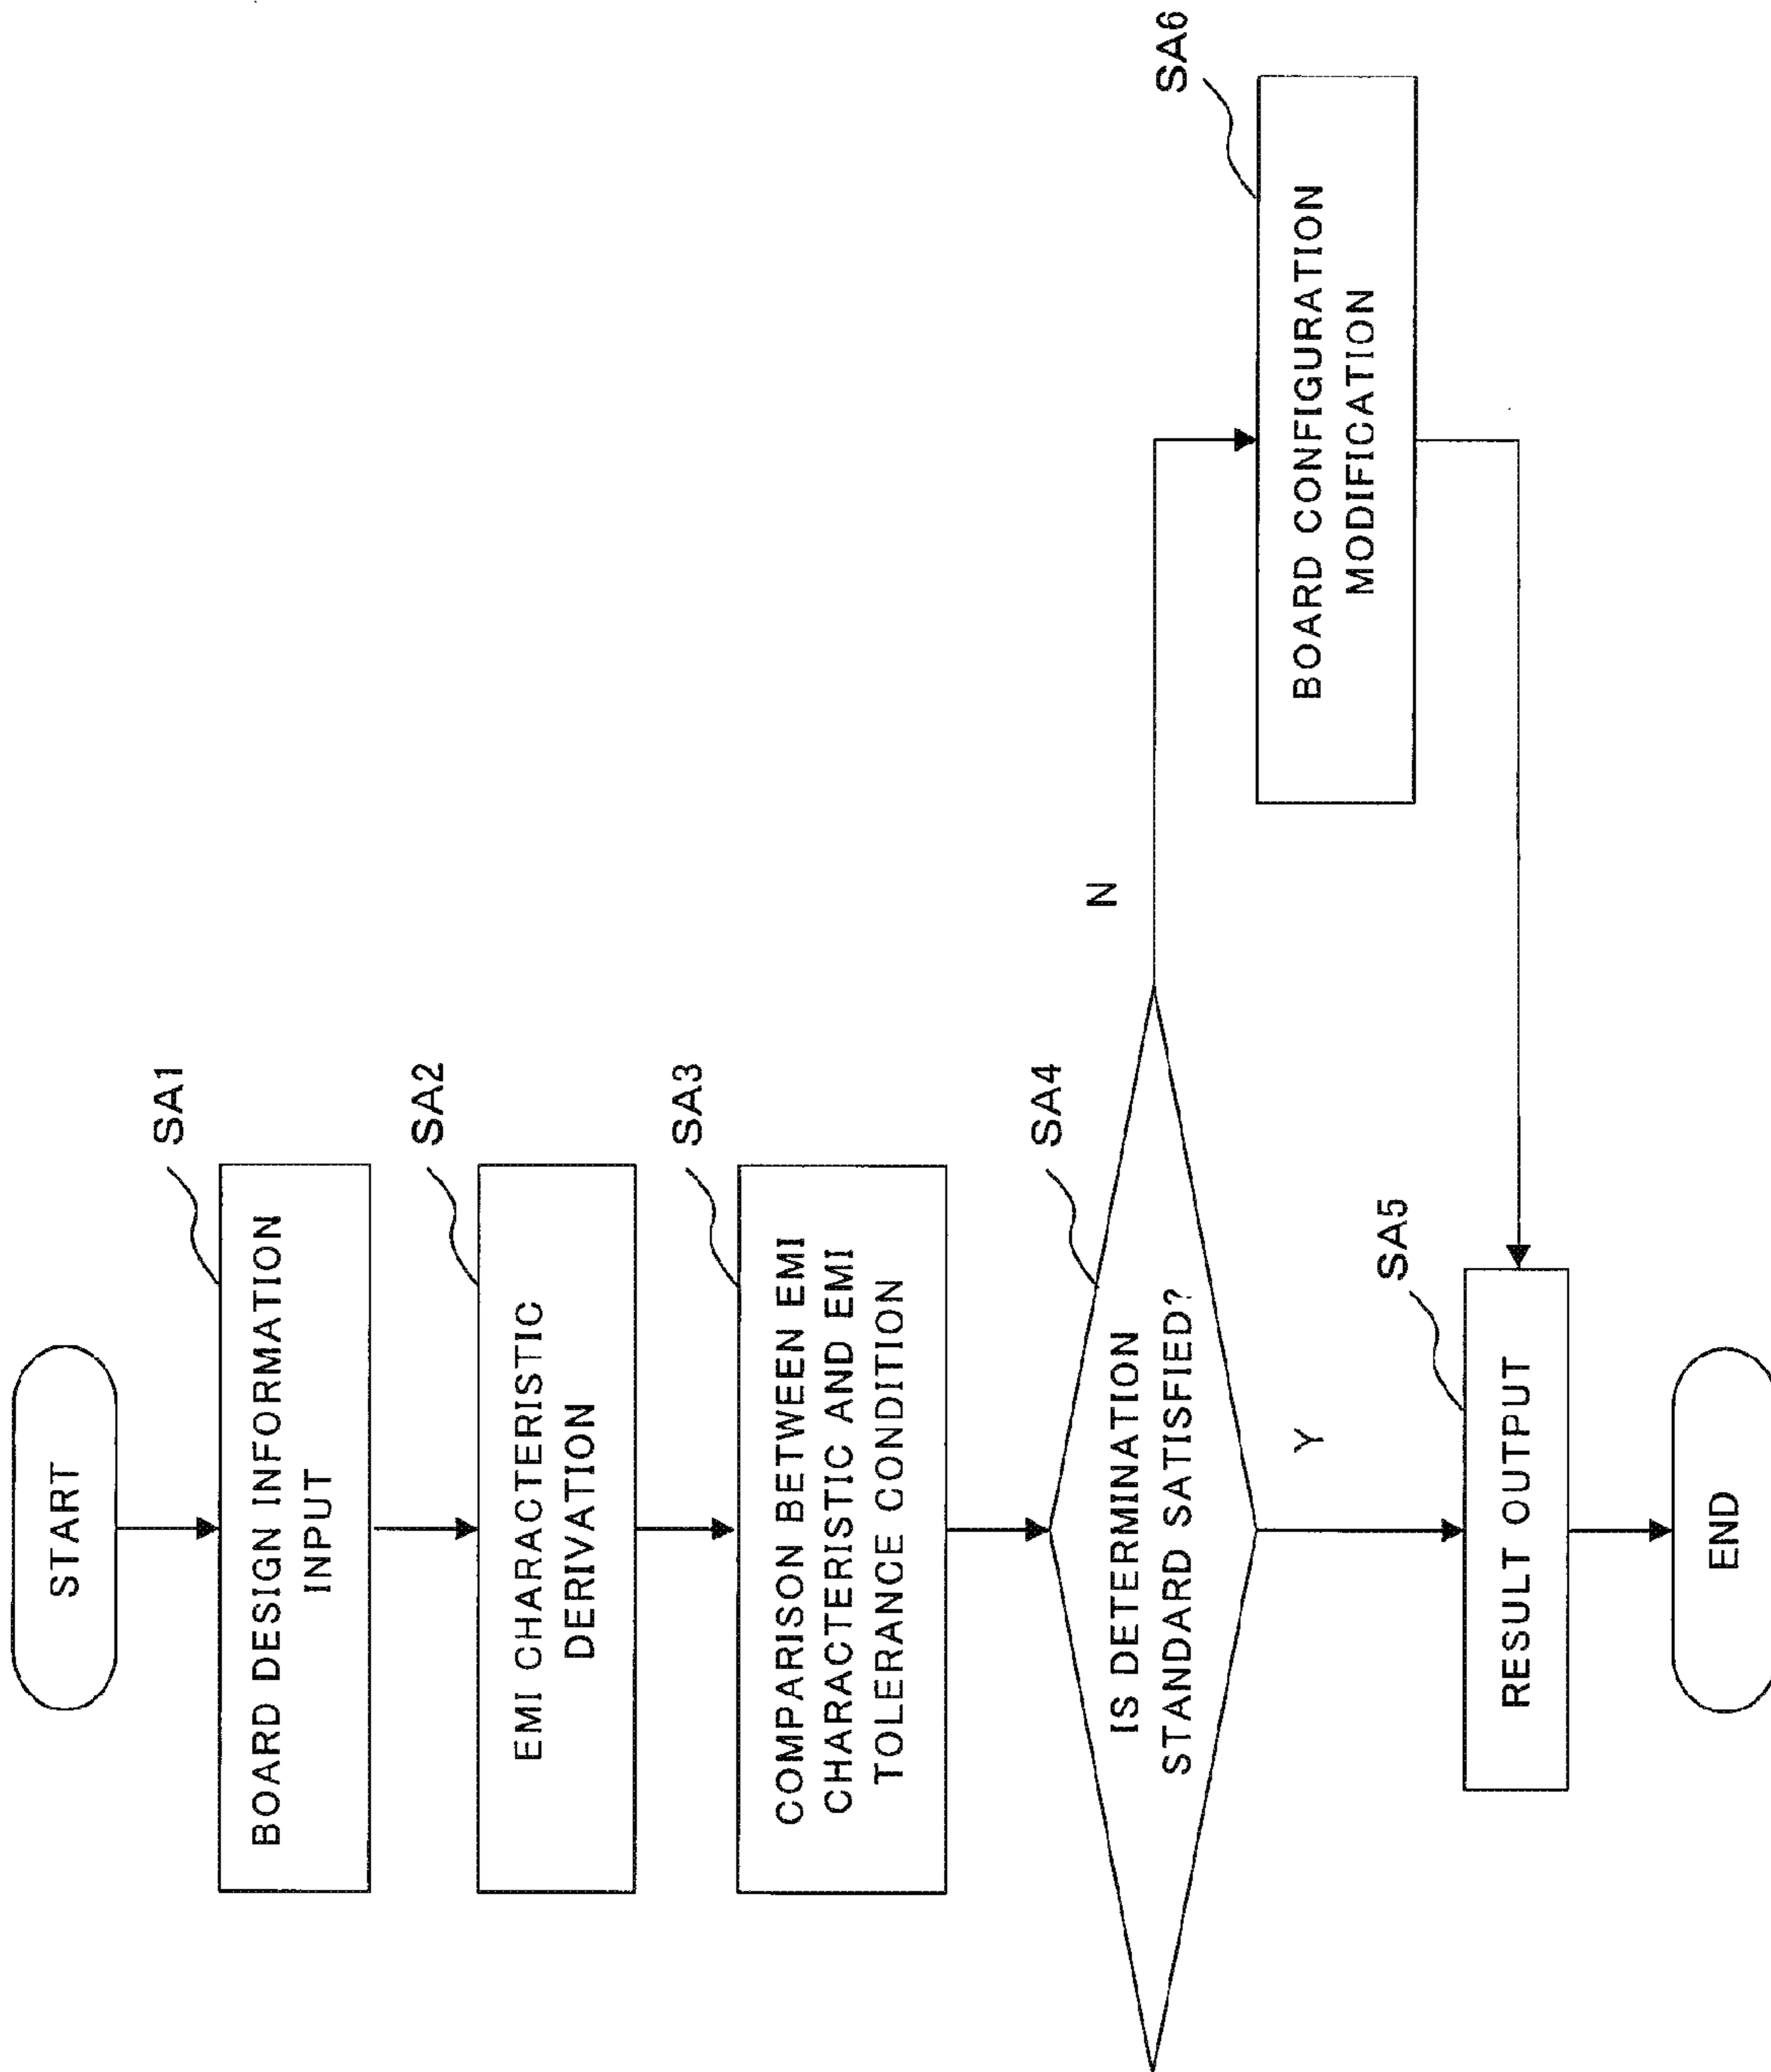 START
SA1
BOARD DESIGN INFORMATION
INPUT
SA2
EMI CHARACTERISTIC
DERIVATION
SA3
COMPARISON BETWEEN EMI
CHARACTERISTIC AND EMI
TOLERANCE CONDITION
SA4
IS DETERMINATION
STANDARD SATISFIED?
N
Y
SA6
BOARD CONFIGURATION
MODIFICATION
SA5
RESULT OUTPUT
END